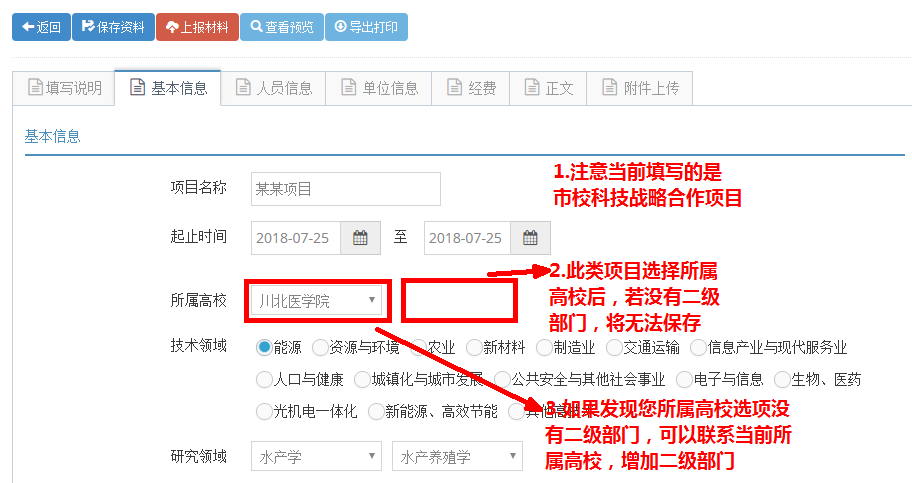 返回 保存资料 上报材料 查看预览 导出打印
填写说明 基本信息 人员信息 单位信息 经费 正文 附件上传
基本信息
项目名称 某某项目
1.注意当前填写的是
市校科技战略合作项目
起止时间 2018-07-25 至 2018-07-25
2.此类项目选择所属
高校后，若没有二级
部门，将无法保存
所属高校 川北医学院
技术领域 能源 资源与环境 农业 新材料 制造业 交通运输 信息产业与现代服务业
人口与健康 城镇化与城市发展 公共安全与其他社会事业 电子与信息 生物、医药
光机电一体化 新能源、高效节能 其他
3.如果发现您所属高校选项没
有二级部门，可以联系当前所
属高校，增加二级部门
研究领域 水产学 水产养殖学